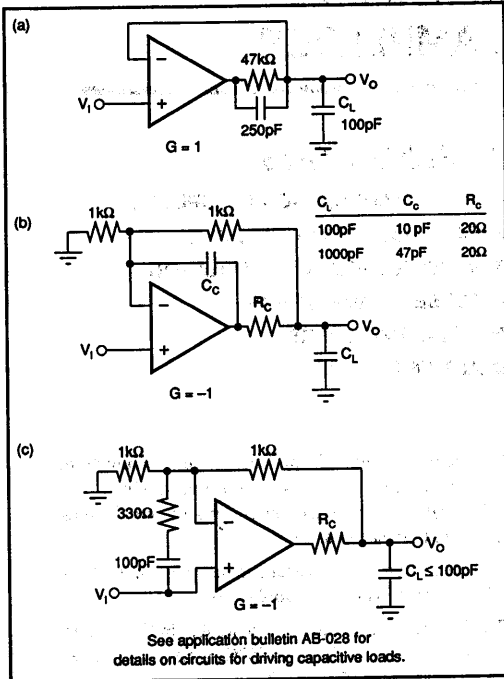 (a)
47kΩ
−
+
V_I
V_O
C_L
100pF
250pF
G = 1
(b)
1kΩ
1kΩ
C_L C_C R_C
100pF 10 pF 20Ω
1000pF 47pF 20Ω
C_C
−
+
R_C
V_I
V_O
C_L
G = −1
(c)
1kΩ
1kΩ
330Ω
−
+
R_C
100pF
V_O
C_L ≤ 100pF
V_I
G = −1
See application bulletin AB-028 for
details on circuits for driving capacitive loads.